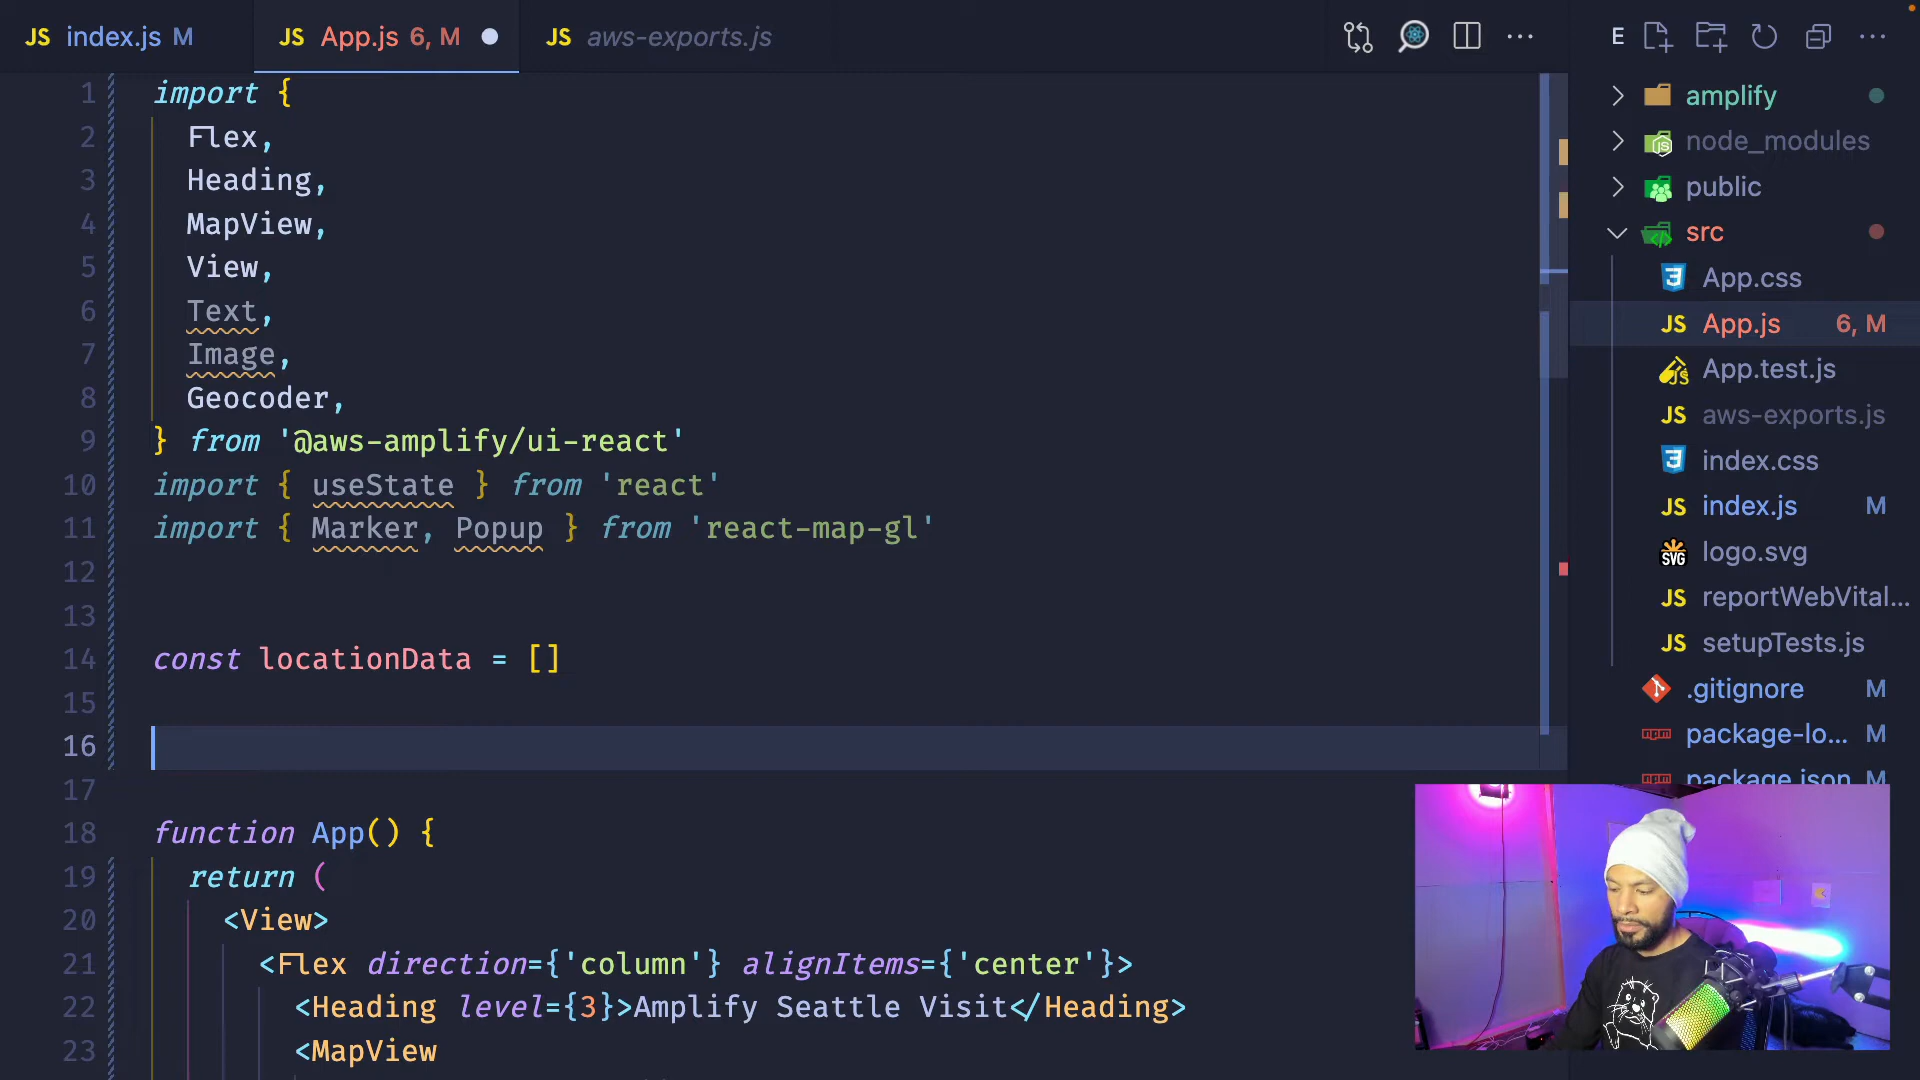 JS index.js M
JS App.js 6, M
JS aws-exports.js
E
1 import {
2 Flex,
3 Heading,
4 MapView,
5 View,
6 Text,
7 Image,
8 Geocoder,
9 } from '@aws-amplify/ui-react'
10 import { useState } from 'react'
11 import { Marker, Popup } from 'react-map-gl'
12
13
14 const locationData = []
15
16
17
18 function App() {
19 return (
20 <View>
21 <Flex direction={'column'} alignItems={'center'}>
22 <Heading level={3}>Amplify Seattle Visit</Heading>
23 <MapView
amplify
node_modules
public
src
App.css
JS App.js 6, M
App.test.js
JS aws-exports.js
index.css
JS index.js M
SVG logo.svg
JS reportWebVital...
JS setupTests.js
.gitignore M
package-lo... M
package.json M